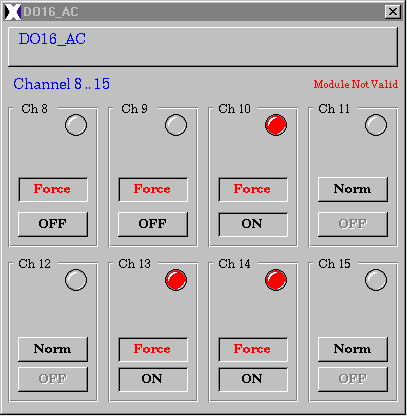 DO16_AC
DO16_AC
Channel 8 .. 15
Module Not Valid
Ch 8
Ch 9
Ch 10
Ch 11
Force
Force
Force
Norm
OFF
OFF
ON
OFF
Ch 12
Ch 13
Ch 14
Ch 15
Norm
Force
Force
Norm
OFF
ON
ON
OFF